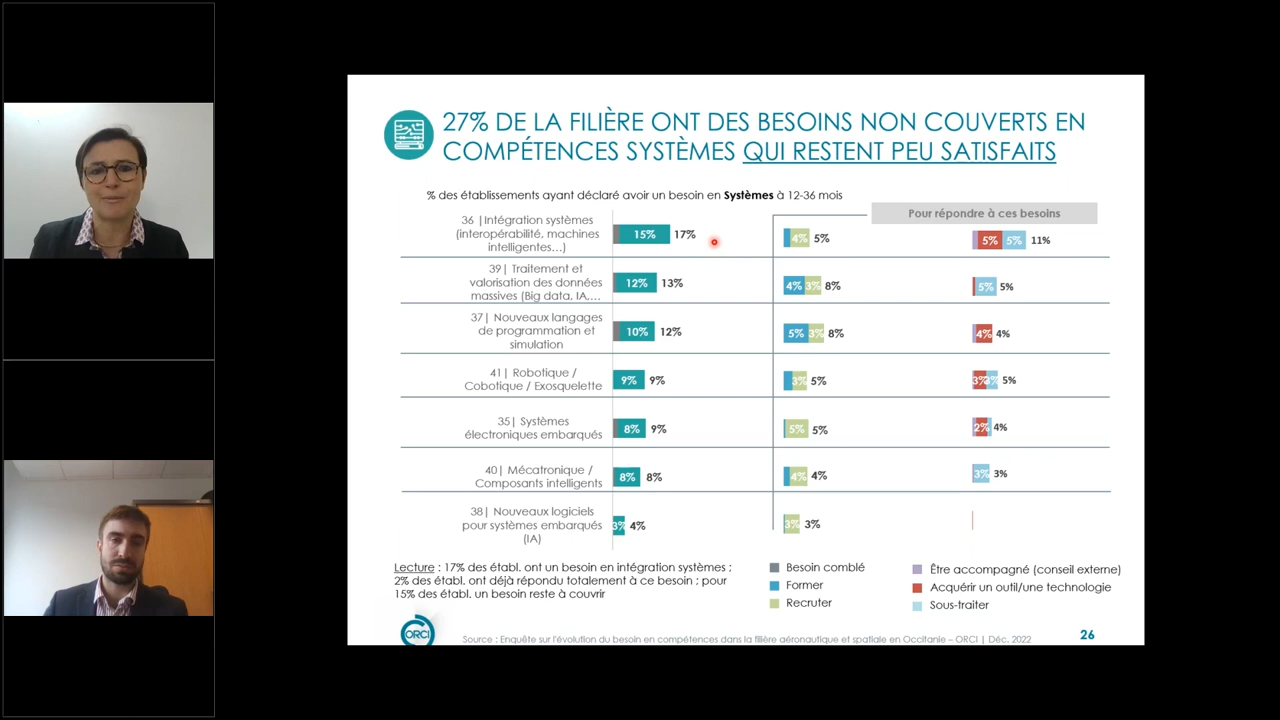 27% DE LA FILIÈRE ONT DES BESOINS NON COUVERTS EN
COMPÉTENCES SYSTÈMES QUI RESTENT PEU SATISFAITS
% des établissements ayant déclaré avoir un besoin en Systèmes à 12-36 mois
Pour répondre à ces besoins
36 |Intégration systèmes
(interopérabilité, machines
intelligentes…)
15% 17%
4% 5%
5% 5% 11%
39| Traitement et
valorisation des données
massives (Big data, IA,…
12% 13%
4% 3% 8%
5% 5%
37| Nouveaux langages
de programmation et
simulation
10% 12%
5% 3% 8%
4% 4%
41| Robotique /
Cobotique / Exosquelette
9% 9%
3% 5%
3% 3% 5%
35| Systèmes
électroniques embarqués
8% 9%
5% 5%
2% 4%
40| Mécatronique /
Composants intelligents
8% 8%
4% 4%
3% 3%
38| Nouveaux logiciels
pour systèmes embarqués
(IA)
3% 4%
3% 3%
Lecture : 17% des établ. ont un besoin en intégration systèmes ;
2% des établ. ont déjà répondu totalement à ce besoin ; pour
15% des établ. un besoin reste à couvrir
Besoin comblé
Former
Recruter
Être accompagné (conseil externe)
Acquérir un outil/une technologie
Sous-traiter
ORCI
Source : Enquête sur l'évolution du besoin en compétences dans la filière aéronautique et spatiale en Occitanie – ORCI | Déc. 2022
26